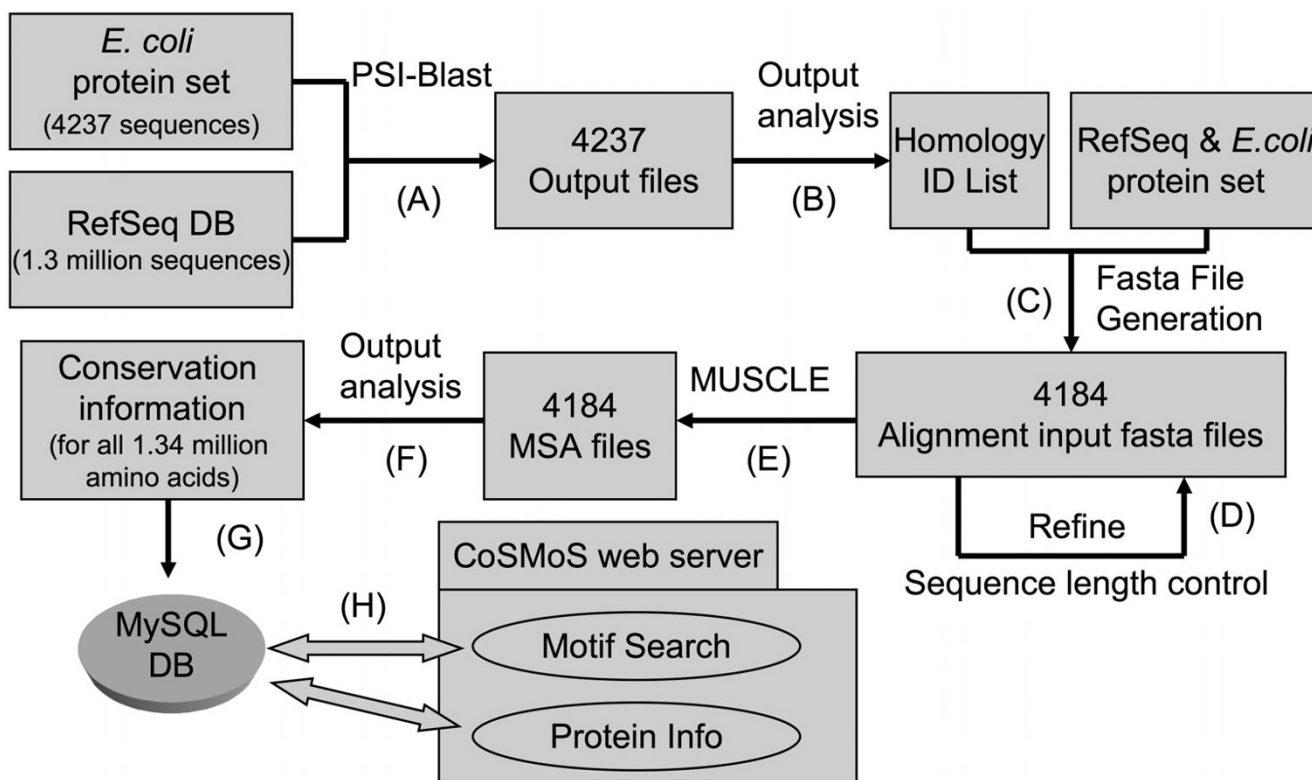 E. coli
protein set
(4237 sequences)
PSI-Blast
(A)
RefSeq DB
(1.3 million sequences)
4237
Output files
Output
analysis
(B)
Homology
ID List
RefSeq & E.coli
protein set
(C)
Fasta File
Generation
4184
Alignment input fasta files
(D)
Refine
Sequence length control
MUSCLE
(E)
4184
MSA files
Output
analysis
(F)
Conservation
information
(for all 1.34 million
amino acids)
(G)
MySQL
DB
(H)
CoSMoS web server
Motif Search
Protein Info